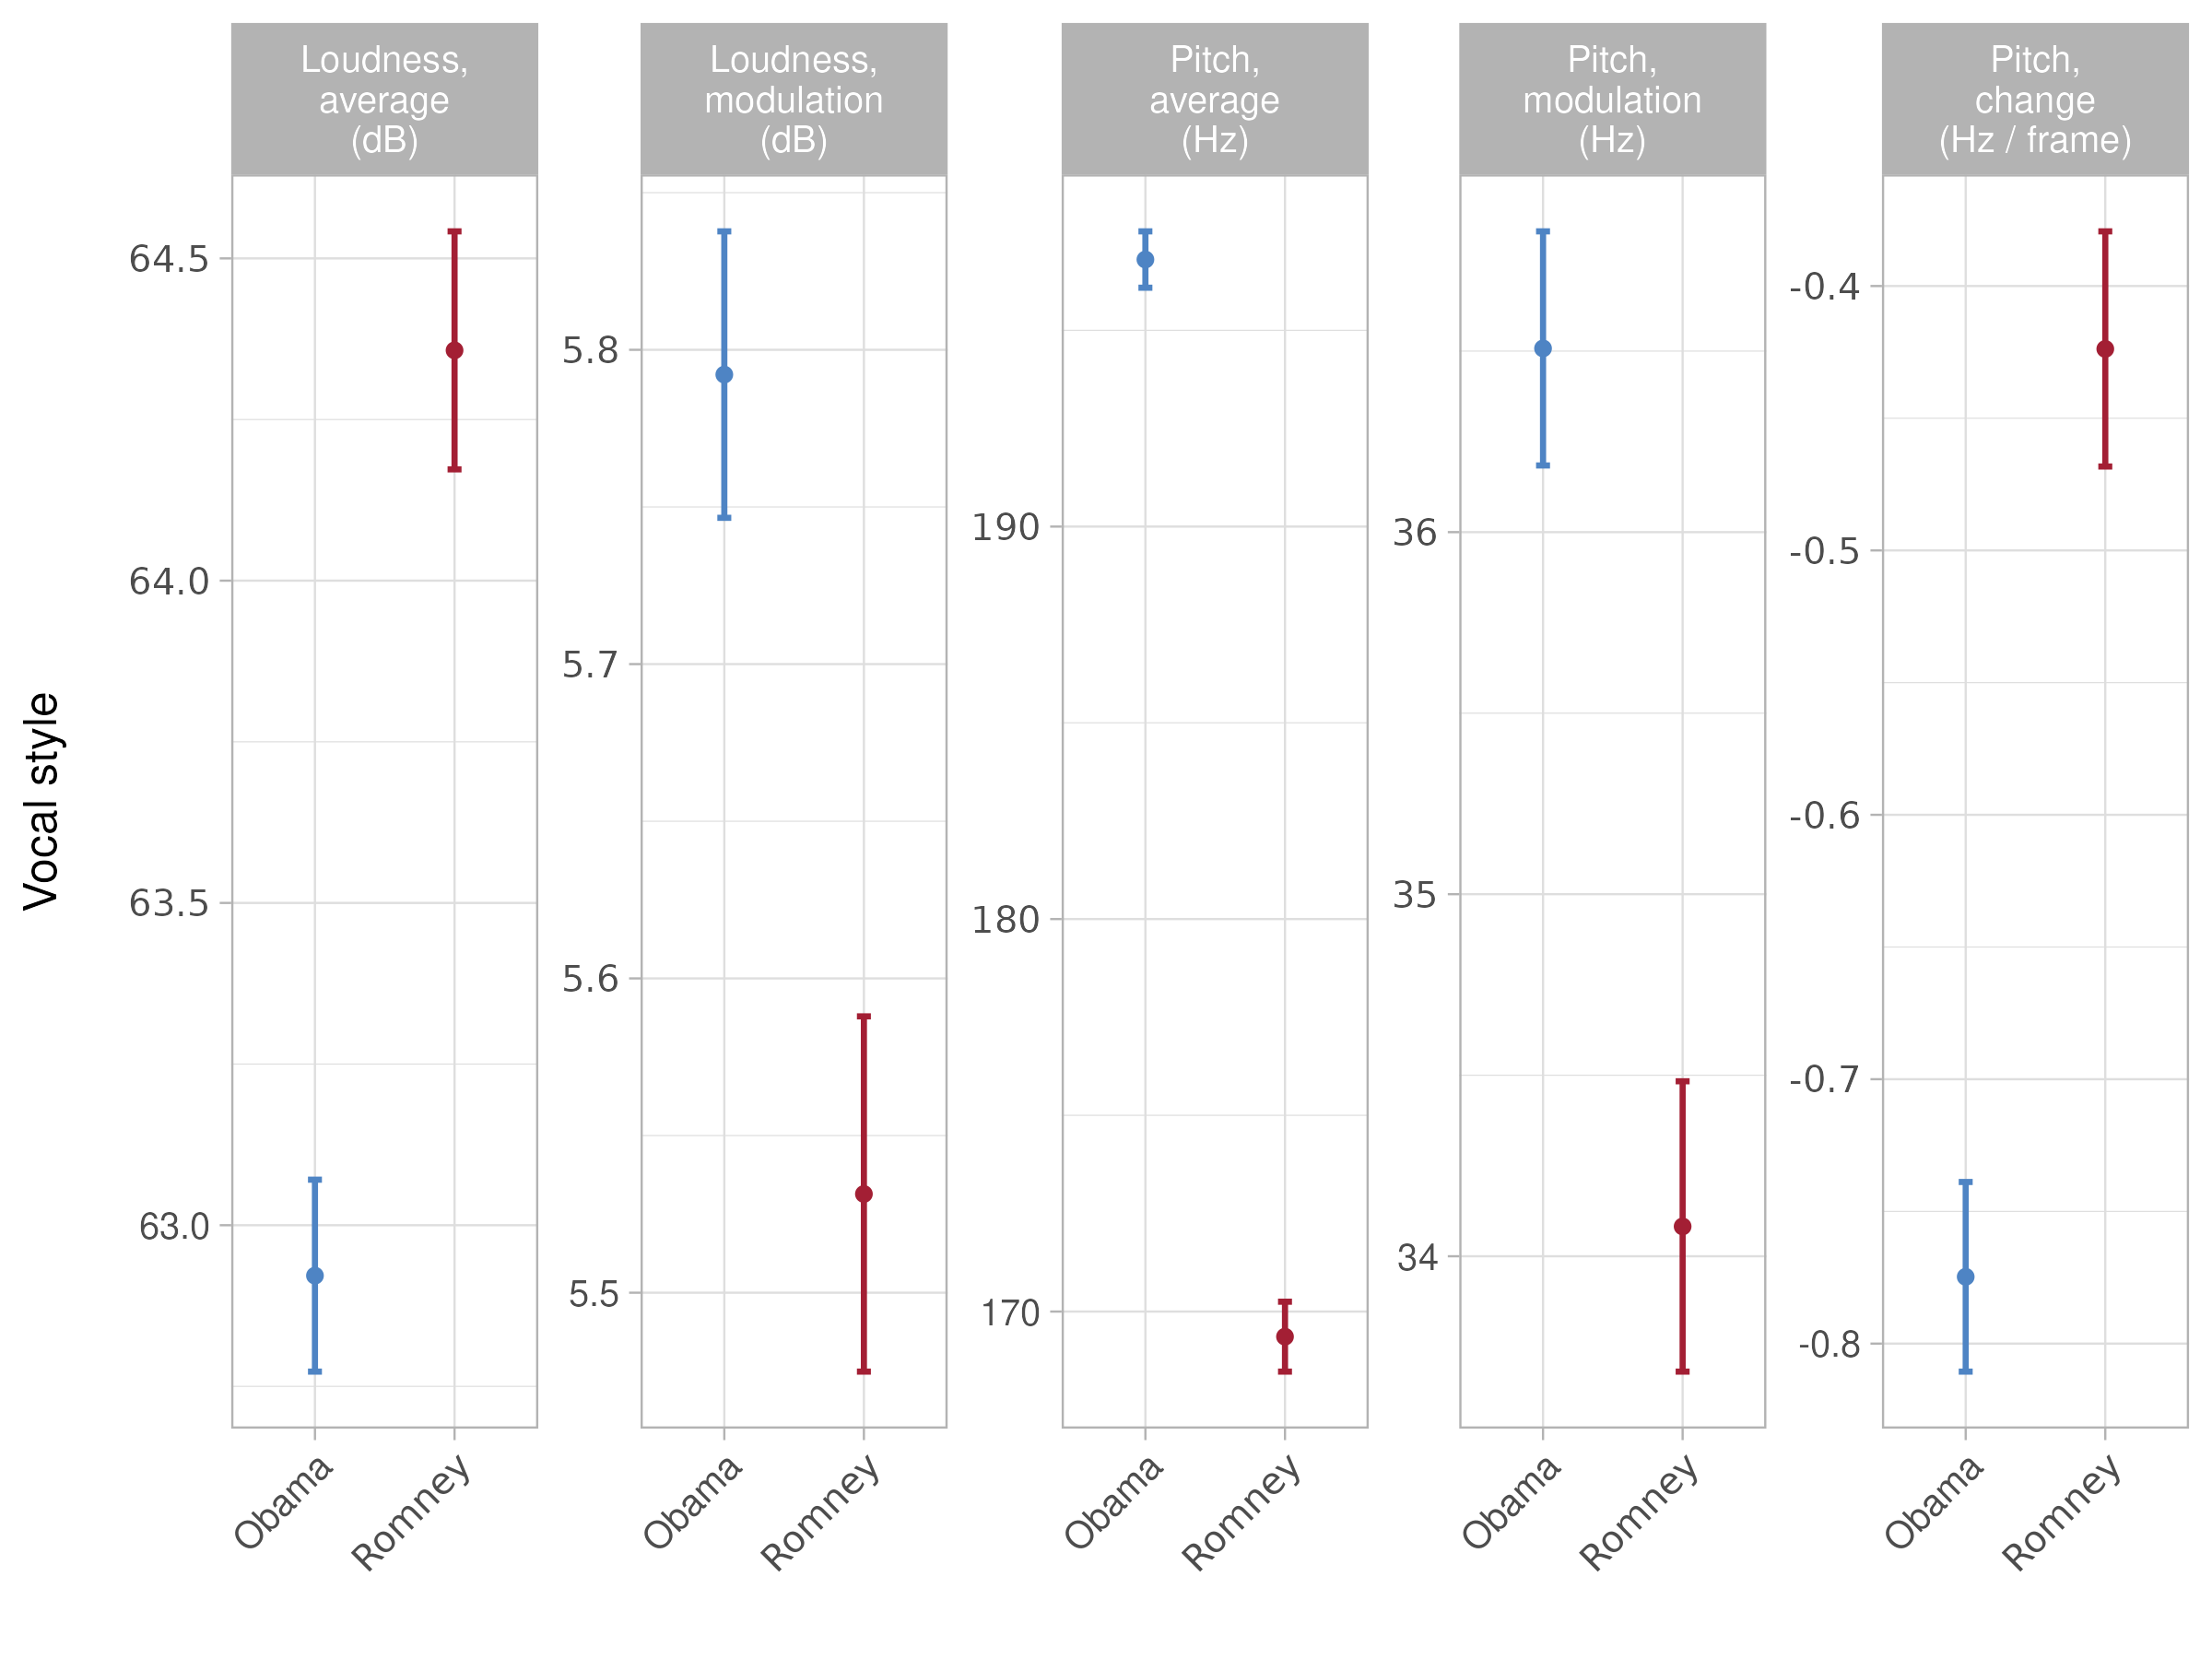 Loudness,
average
(dB)
Loudness,
modulation
(dB)
Pitch,
average
(Hz)
Pitch,
modulation
(Hz)
Pitch,
change
(Hz / frame)
Vocal style
64.5
64.0
63.5
63.0
5.8
5.7
5.6
5.5
190
180
170
36
35
34
-0.4
-0.5
-0.6
-0.7
-0.8
Obama
Romney
Obama
Romney
Obama
Romney
Obama
Romney
Obama
Romney